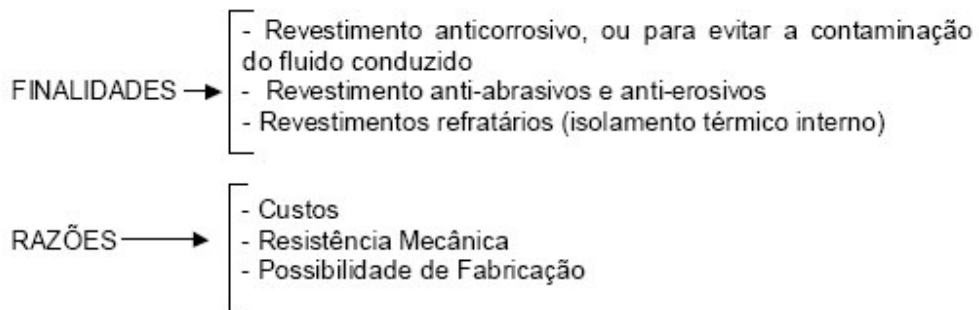 - Revestimento anticorrosivo, ou para evitar a contaminação
do fluido conduzido
FINALIDADES
- Revestimento anti-abrasivos e anti-erosivos
- Revestimentos refratários (isolamento térmico interno)
- Custos
RAZÕES
- Resistência Mecânica
- Possibilidade de Fabricação